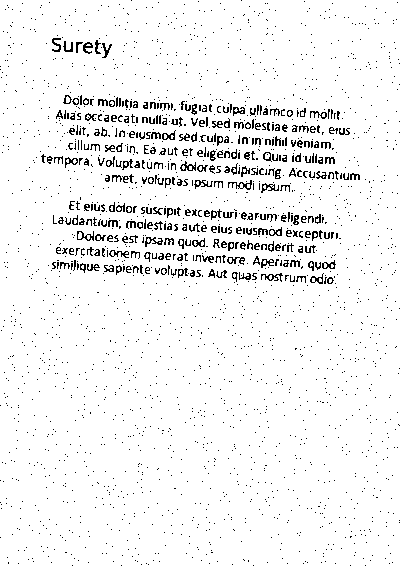 Surety
Dolor mollitia animi, fugiat culpa ullamco id mollit.
Alias occaecati nulla ut. Vel sed molestiae amet, eius
elit, ab. In eiusmod sed culpa. In in nihil veniam,
cillum sed in. Ea aut et eligendi et. Quia id ullam
tempora. Voluptatum in dolores adipisicing. Accusantium
amet, voluptas ipsum modi ipsum.
Et eius dolor suscipit excepturi earum eligendi.
Laudantium, molestias aute eius eiusmod excepturi.
Dolores est ipsam quod. Reprehenderit aut
exercitationem quaerat inventore. Aperiam, quod
similique sapiente voluptas. Aut quas nostrum odio.